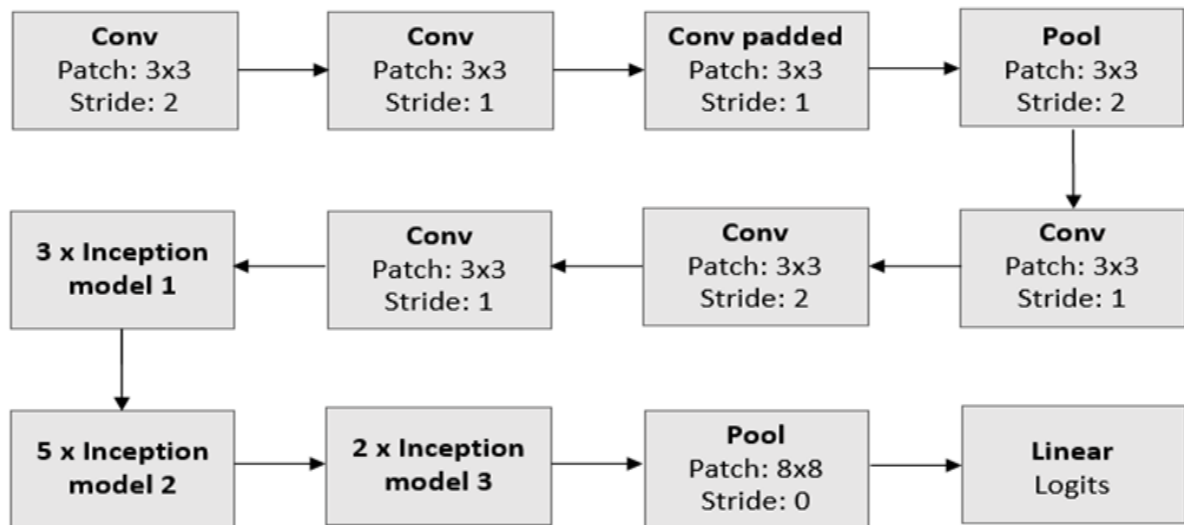 Conv
Patch: 3x3
Stride: 2
Conv
Patch: 3x3
Stride: 1
Conv padded
Patch: 3x3
Stride: 1
Pool
Patch: 3x3
Stride: 2
Conv
Patch: 3x3
Stride: 1
Conv
Patch: 3x3
Stride: 2
Conv
Patch: 3x3
Stride: 1
3 x Inception
model 1
5 x Inception
model 2
2 x Inception
model 3
Pool
Patch: 8x8
Stride: 0
Linear
Logits